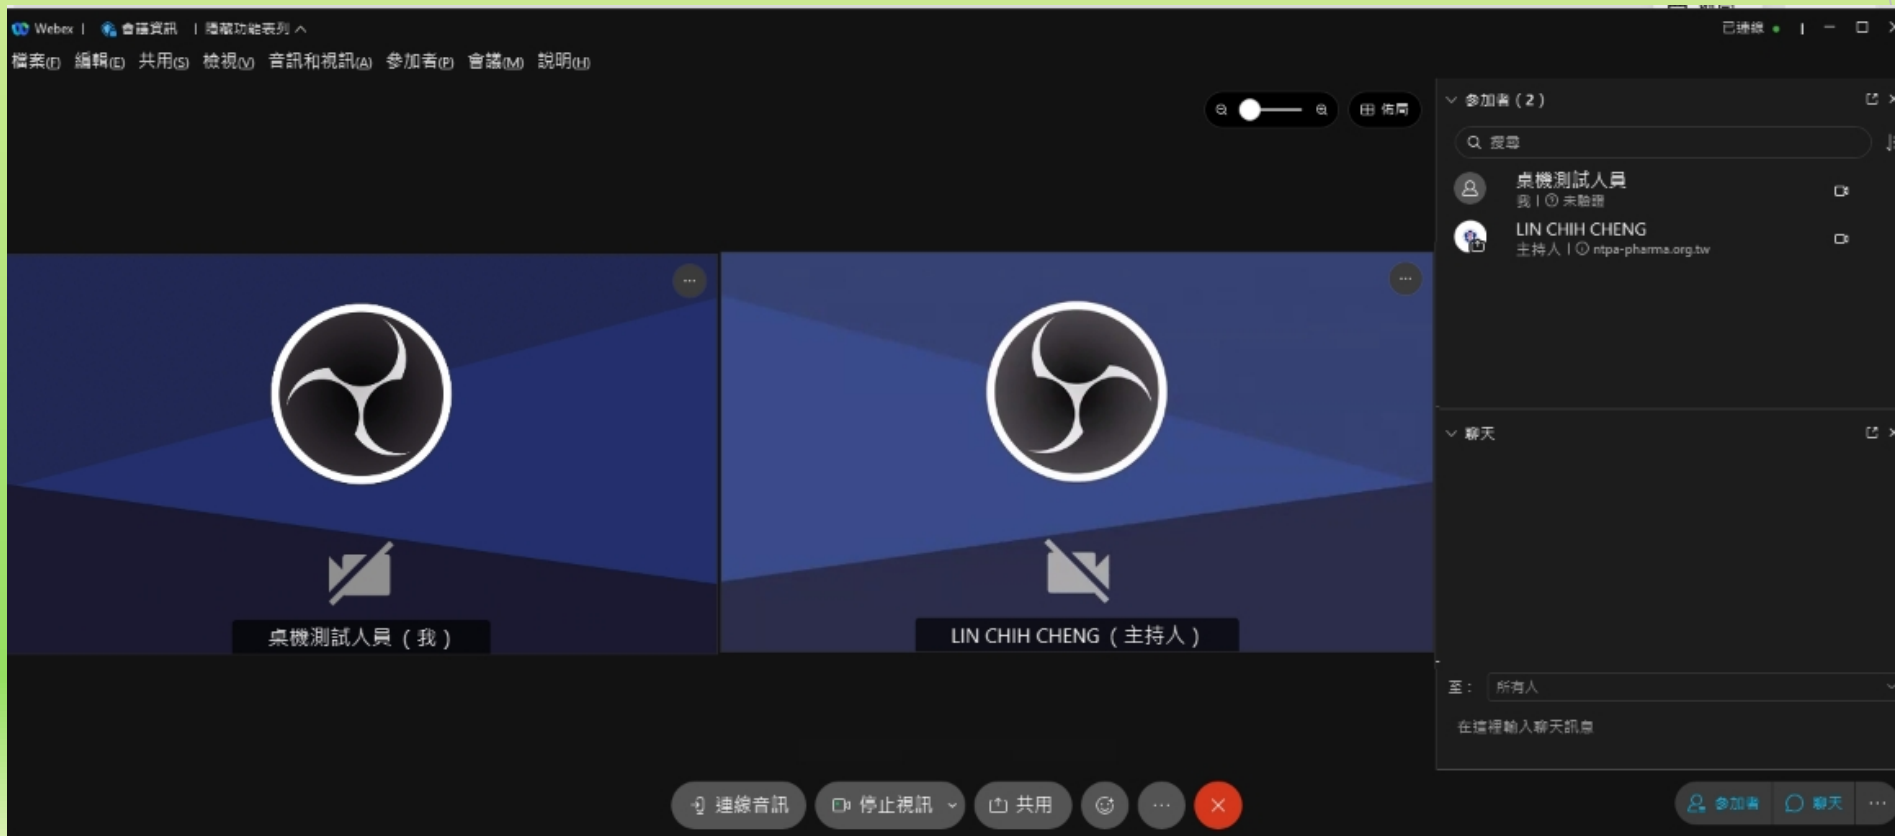 Webex | 會議資訊 | 隱藏功能表列
已連線
檔案(F) 編輯(E) 共用(S) 檢視(V) 音訊和視訊(A) 參加者(P) 會議(M) 說明(H)
佈局
參加者 ( 2 )
搜尋
桌機測試人員
我 | 未驗證
LIN CHIH CHENG
主持人 | ntpa-pharma.org.tw
桌機測試人員 ( 我 )
LIN CHIH CHENG ( 主持人 )
聊天
至 : 所有人
在這裡輸入聊天訊息
連線音訊 停止視訊 共用
參加者 聊天